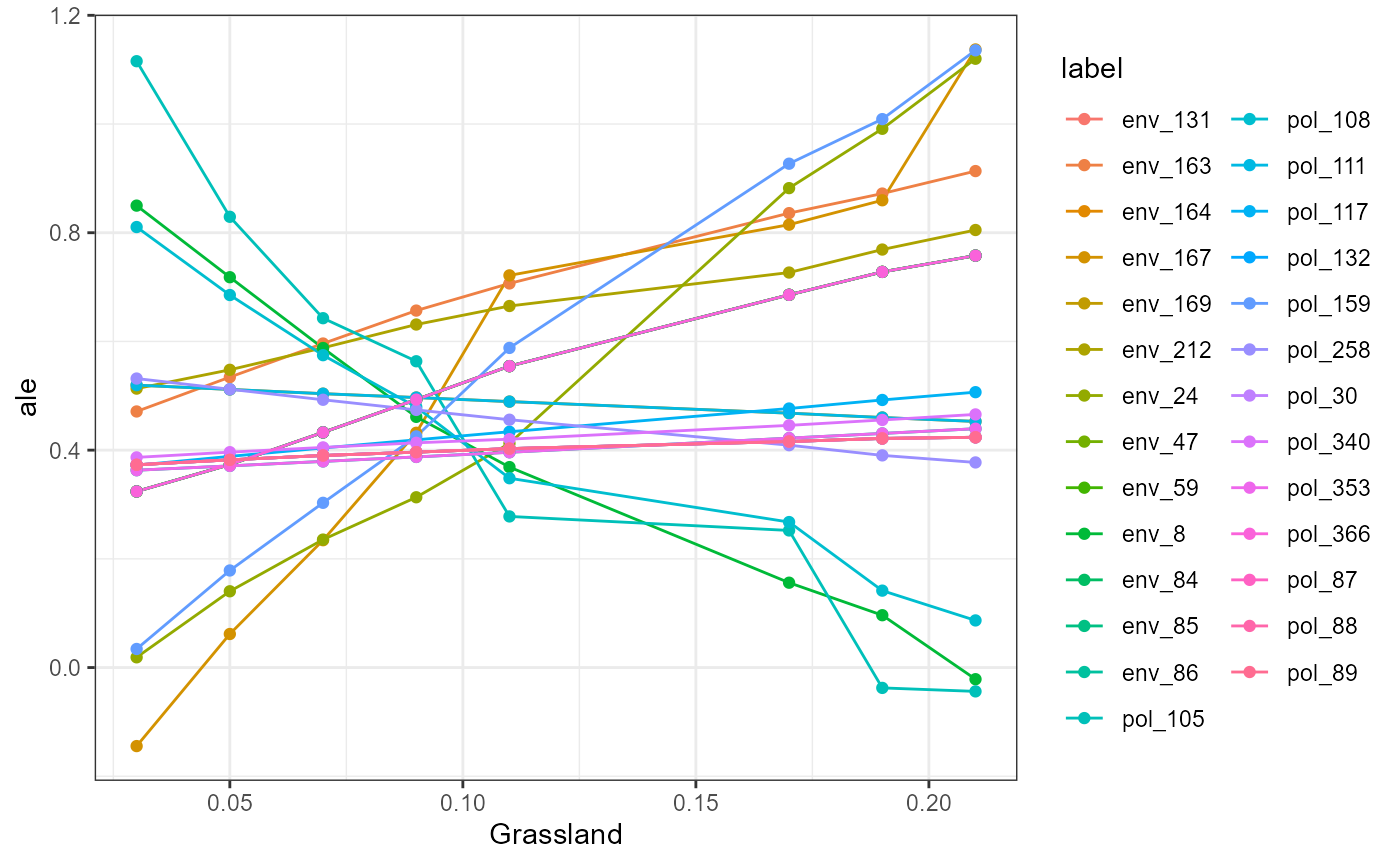 1.2
0.8
0.4
0.0
ale
0.05
0.10
0.15
0.20
Grassland
label
env_131
env_163
env_164
env_167
env_169
env_212
env_24
env_47
env_59
env_8
env_84
env_85
env_86
pol_105
pol_108
pol_111
pol_117
pol_132
pol_159
pol_258
pol_30
pol_340
pol_353
pol_366
pol_87
pol_88
pol_89